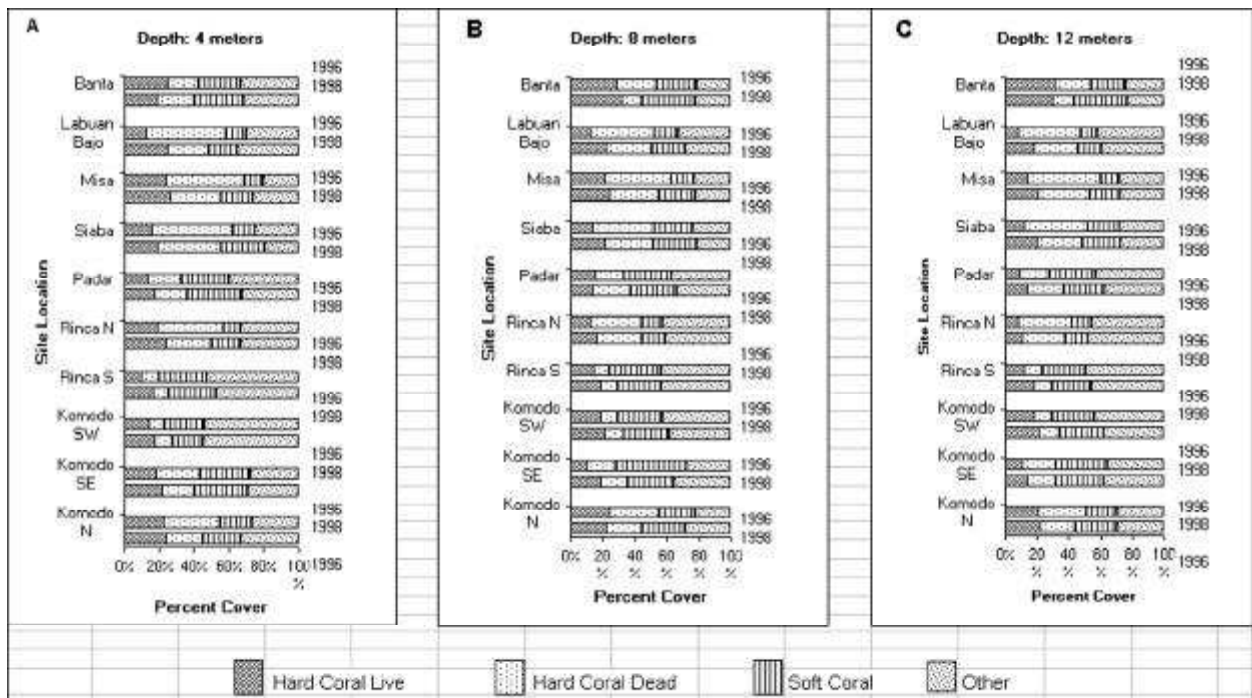 A
Depth: 4 meters
Banta
1996
1998
Labuan
Bajo
1996
1998
Misa
1996
1998
Siaba
1996
1998
Padar
1996
1998
Rinca N
1996
1998
Rinca S
1996
1998
Komodo
SW
1996
1998
Komodo
SE
1996
1998
Komodo
N
1996
Site Location
0% 20% 40% 60% 80% 100
%
Percent Cover
B
Depth: 8 meters
Banta
1996
1998
Labuan
Bajo
1996
1998
Misa
1996
1998
Siaba
1996
1998
Padar
1996
1998
Rinca N
1996
1998
Rinca S
1996
1998
Komodo
SW
1996
1998
Komodo
SE
1996
1998
Komodo
N
1996
1998
Site Location
0% 20 40 60 80 100
% % % % %
Percent Cover
C
Depth: 12 meters
Banta
1996
1998
Labuan
Bajo
1996
1998
Misa
1996
1998
Siaba
1996
1998
Padar
1996
1998
Rinca N
1996
1998
Rinca S
1996
1998
Komodo
SW
1996
1998
Komodo
SE
1996
1998
Komodo
N
1996
1998
1996
Site Location
0% 20 40 60 80 100
% % % % %
Percent Cover
Hard Coral Live
Hard Coral Dead
Soft Coral
Other